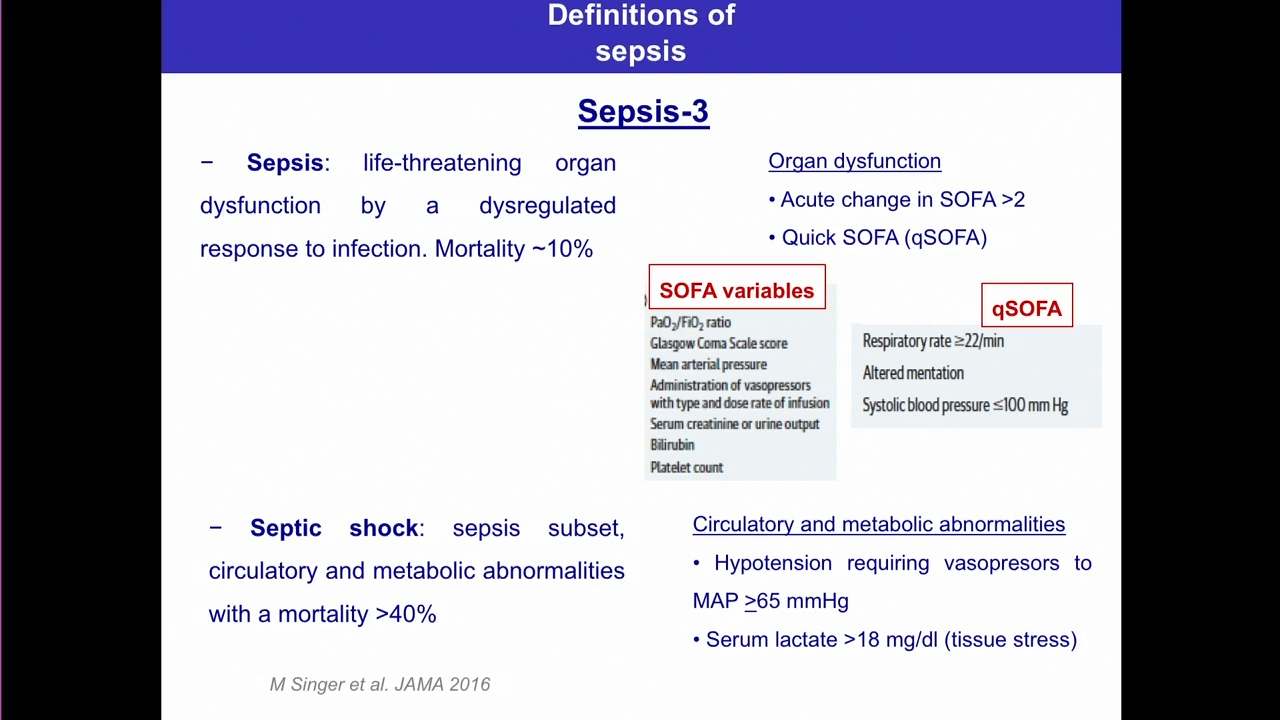 Definitions of
sepsis
Sepsis-3
− Sepsis: life-threatening organ
dysfunction by a dysregulated
response to infection. Mortality ~10%
Organ dysfunction
• Acute change in SOFA >2
• Quick SOFA (qSOFA)
SOFA variables
PaO₂/FiO₂ ratio
Glasgow Coma Scale score
Mean arterial pressure
Administration of vasopressors
with type and dose rate of infusion
Serum creatinine or urine output
Bilirubin
Platelet count
qSOFA
Respiratory rate ≥22/min
Altered mentation
Systolic blood pressure ≤100 mm Hg
− Septic shock: sepsis subset,
circulatory and metabolic abnormalities
with a mortality >40%
Circulatory and metabolic abnormalities
• Hypotension requiring vasopresors to
MAP ≥65 mmHg
• Serum lactate >18 mg/dl (tissue stress)
M Singer et al. JAMA 2016